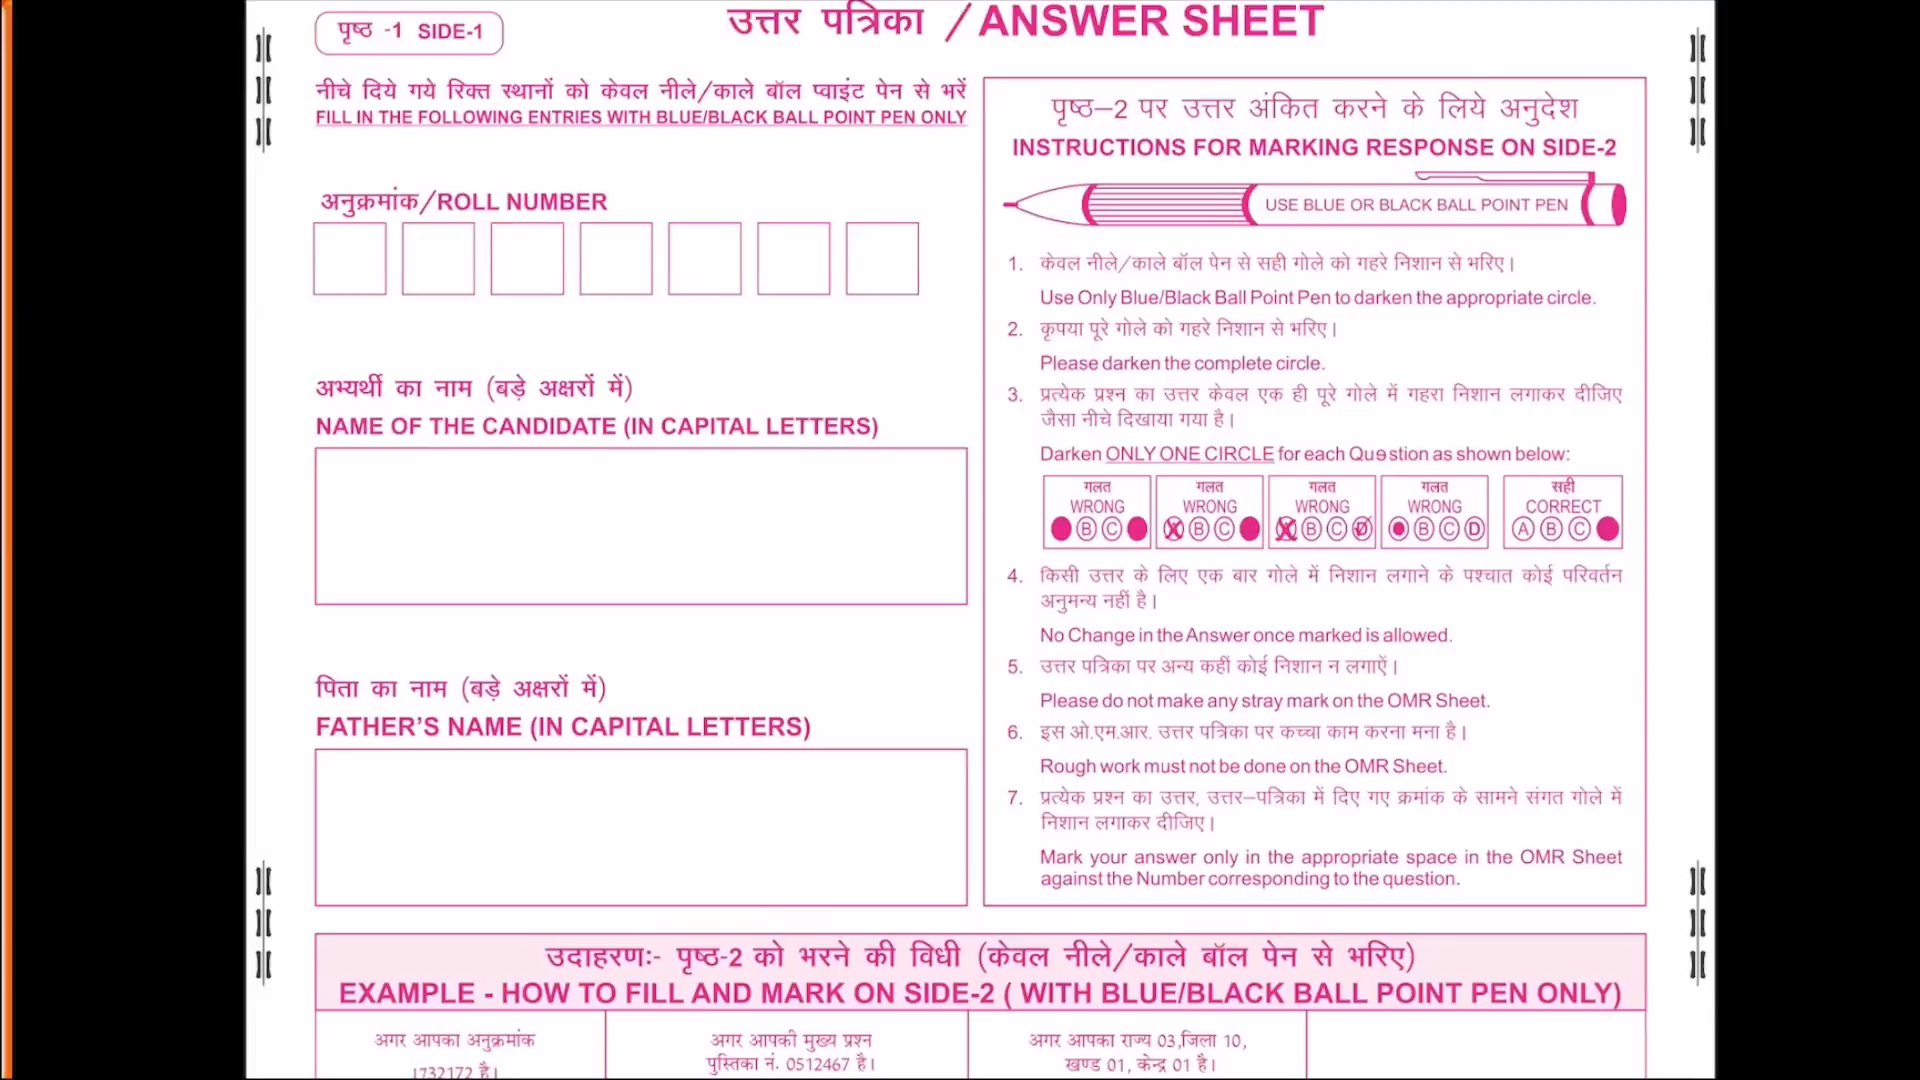 पृष्ठ -1 SIDE-1
उत्तर पत्रिका / ANSWER SHEET
नीचे दिये गये रिक्त स्थानों को केवल नीले/काले बॉल प्वाइंट पेन से भरें
FILL IN THE FOLLOWING ENTRIES WITH BLUE/BLACK BALL POINT PEN ONLY
अनुक्रमांक/ROLL NUMBER
अभ्यर्थी का नाम (बड़े अक्षरों में)
NAME OF THE CANDIDATE (IN CAPITAL LETTERS)
पिता का नाम (बड़े अक्षरों में)
FATHER'S NAME (IN CAPITAL LETTERS)
पृष्ठ–2 पर उत्तर अंकित करने के लिये अनुदेश
INSTRUCTIONS FOR MARKING RESPONSE ON SIDE-2
USE BLUE OR BLACK BALL POINT PEN
1. केवल नीले/काले बॉल पेन से सही गोले को गहरे निशान से भरिए।
Use Only Blue/Black Ball Point Pen to darken the appropriate circle.
2. कृपया पूरे गोले को गहरे निशान से भरिए।
Please darken the complete circle.
3. प्रत्येक प्रश्न का उत्तर केवल एक ही पूरे गोले में गहरा निशान लगाकर दीजिए
जैसा नीचे दिखाया गया है।
Darken ONLY ONE CIRCLE for each Question as shown below:
गलत गलत गलत गलत सही
WRONG WRONG WRONG WRONG CORRECT
B C A B C A B C D B C D A B C
4. किसी उत्तर के लिए एक बार गोले में निशान लगाने के पश्चात कोई परिवर्तन
अनुमन्य नहीं है।
No Change in the Answer once marked is allowed.
5. उत्तर पत्रिका पर अन्य कहीं कोई निशान न लगाऐं।
Please do not make any stray mark on the OMR Sheet.
6. इस ओ.एम.आर. उत्तर पत्रिका पर कच्चा काम करना मना है।
Rough work must not be done on the OMR Sheet.
7. प्रत्येक प्रश्न का उत्तर, उत्तर–पत्रिका में दिए गए क्रमांक के सामने संगत गोले में
निशान लगाकर दीजिए।
Mark your answer only in the appropriate space in the OMR Sheet
against the Number corresponding to the question.
उदाहरणः- पृष्ठ-2 को भरने की विधी (केवल नीले/काले बॉल पेन से भरिए)
EXAMPLE - HOW TO FILL AND MARK ON SIDE-2 ( WITH BLUE/BLACK BALL POINT PEN ONLY)
अगर आपका अनुक्रमांक
1732172 है।
अगर आपकी मुख्य प्रश्न
पुस्तिका नं. 0512467 है।
अगर आपका राज्य 03,जिला 10,
खण्ड 01, केन्द्र 01 है।